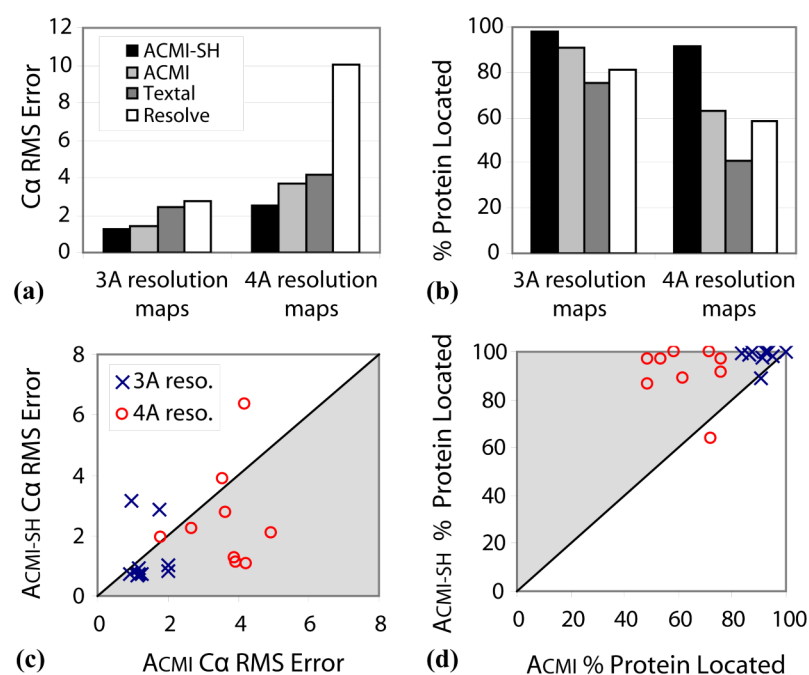 12
10
8
6
4
2
0
Cα RMS Error
ACMI-SH
ACMI
Textal
Resolve
3A resolution maps
4A resolution maps
(a)
100
80
60
40
20
0
% Protein Located
3A resolution maps
4A resolution maps
(b)
8
6
4
2
0
ACMI-SH Cα RMS Error
3A reso.
4A reso.
0 2 4 6 8
(c)
ACMI Cα RMS Error
100
80
60
40
20
0
ACMI-SH % Protein Located
0 20 40 60 80 100
(d)
ACMI % Protein Located